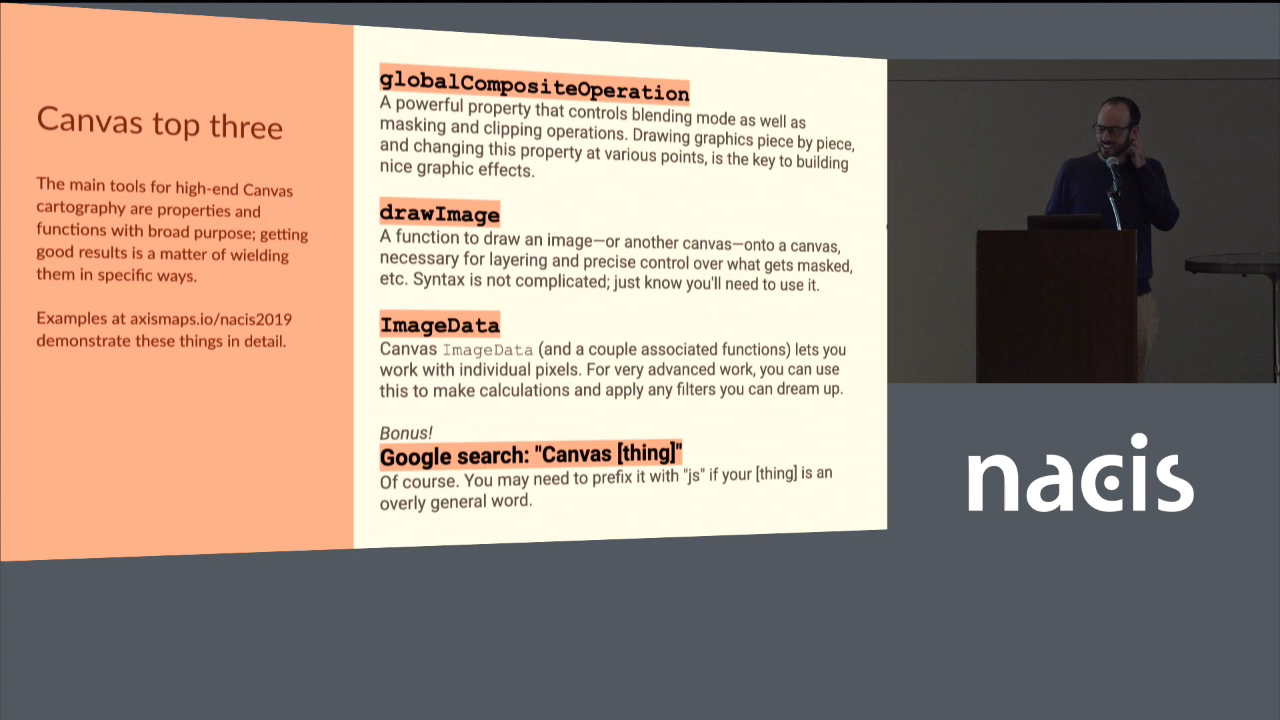 Canvas top three
The main tools for high-end Canvas
cartography are properties and
functions with broad purpose; getting
good results is a matter of wielding
them in specific ways.
Examples at axismaps.io/nacis2019
demonstrate these things in detail.
globalCompositeOperation
A powerful property that controls blending mode as well as
masking and clipping operations. Drawing graphics piece by piece,
and changing this property at various points, is the key to building
nice graphic effects.
drawImage
A function to draw an image—or another canvas—onto a canvas,
necessary for layering and precise control over what gets masked,
etc. Syntax is not complicated; just know you'll need to use it.
ImageData
Canvas ImageData (and a couple associated functions) lets you
work with individual pixels. For very advanced work, you can use
this to make calculations and apply any filters you can dream up.
Bonus!
Google search: "Canvas [thing]"
Of course. You may need to prefix it with "js" if your [thing] is an
overly general word.
nacis